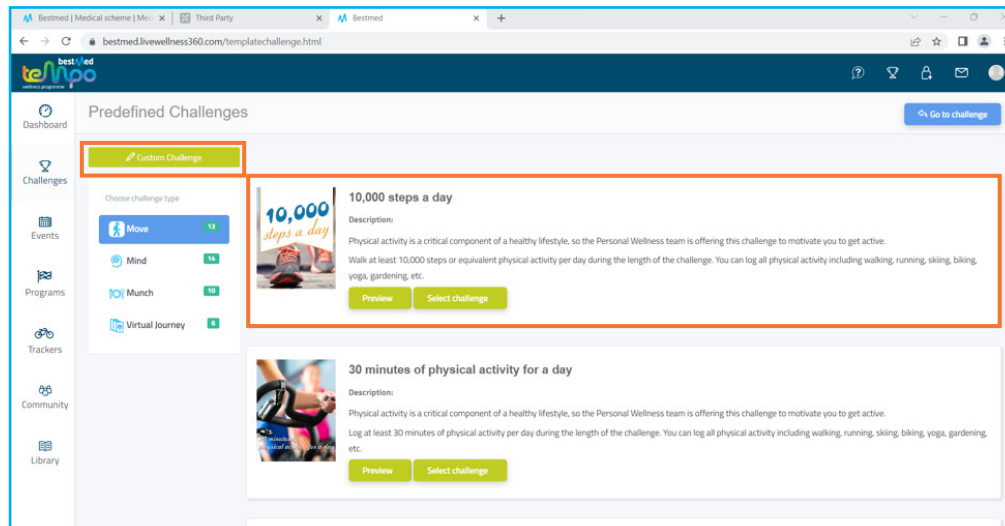 Bestmed | Medical scheme | Med
Third Party
Bestmed
bestmed.livewellness360.com/templatechallenge.html
bestMed
tempo
wellness programme
Dashboard
Challenges
Events
Programs
Trackers
Community
Library
Predefined Challenges
Go to challenge
Custom Challenge
Choose challenge type
Move 13
Mind 14
Munch 10
Virtual Journey 6
10,000
steps a day
10,000 steps a day
Description:
Physical activity is a critical component of a healthy lifestyle, so the Personal Wellness team is offering this challenge to motivate you to get active.
Walk at least 10,000 steps or equivalent physical activity per day during the length of the challenge. You can log all physical activity including walking, running, skiing, biking,
yoga, gardening, etc.
Preview Select challenge
30 minutes of physical activity for a day
Description:
Physical activity is a critical component of a healthy lifestyle, so the Personal Wellness team is offering this challenge to motivate you to get active.
Log at least 30 minutes of physical activity per day during the length of the challenge. You can log all physical activity including walking, running, skiing, biking, yoga, gardening,
etc.
Preview Select challenge